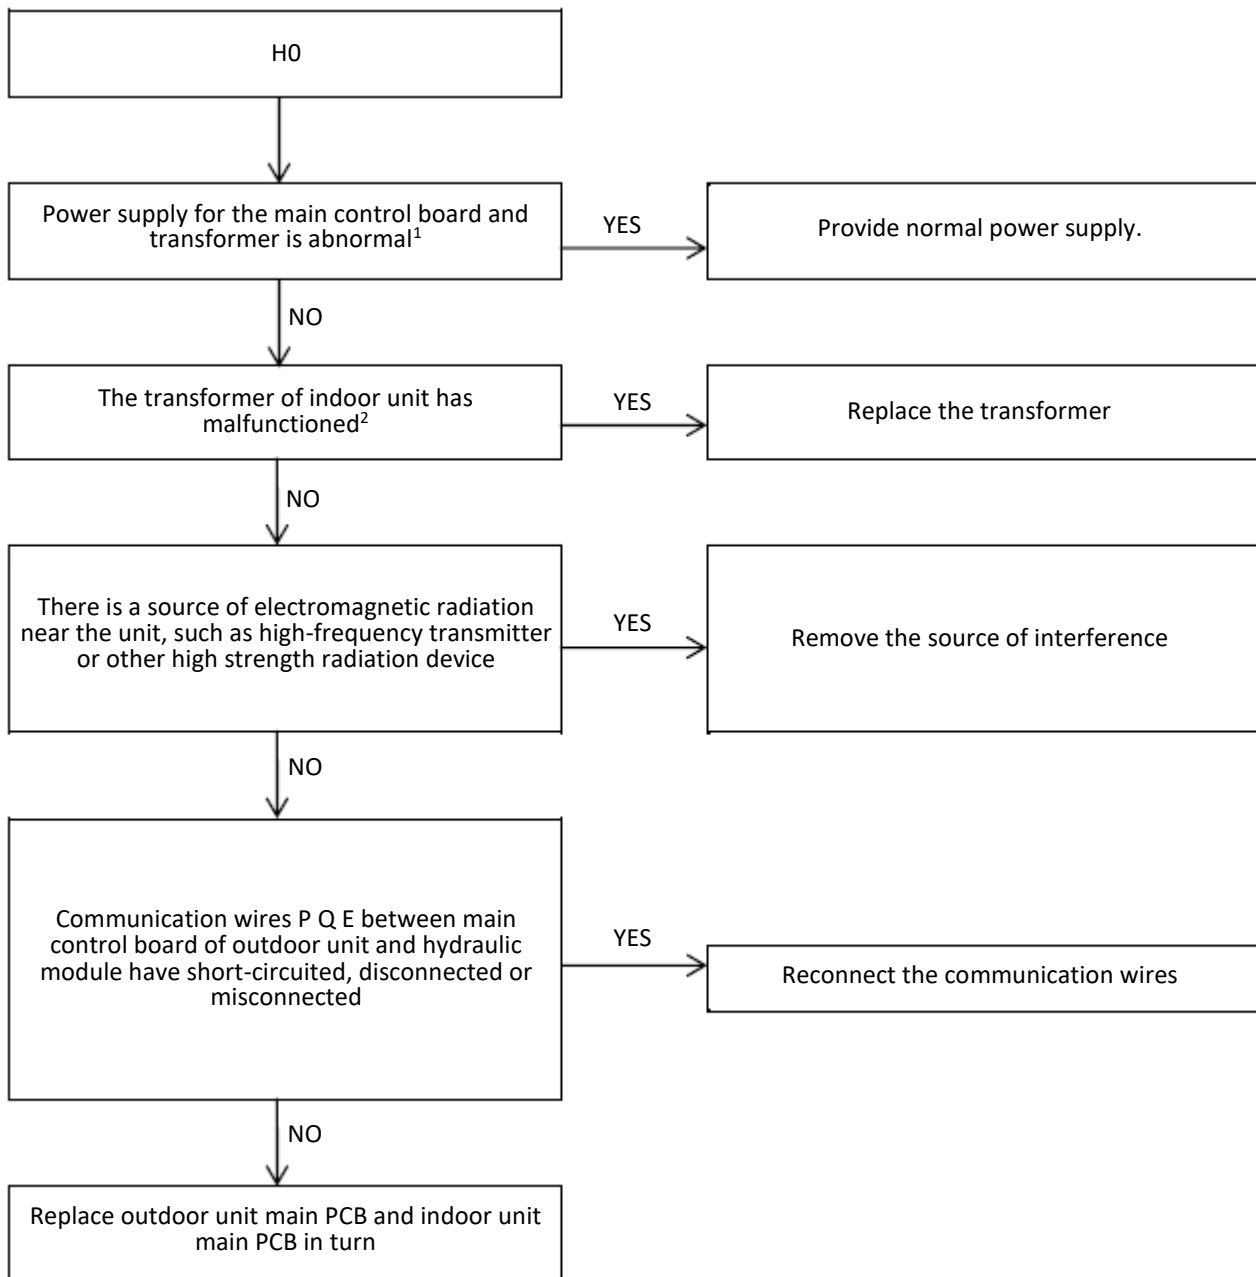 H0
Power supply for the main control board and
transformer is abnormal1
YES
Provide normal power supply.
NO
The transformer of indoor unit has
malfunctioned2
YES
Replace the transformer
NO
There is a source of electromagnetic radiation
near the unit, such as high-frequency transmitter
or other high strength radiation device
YES
Remove the source of interference
NO
Communication wires P Q E between main
control board of outdoor unit and hydraulic
module have short-circuited, disconnected or
misconnected
YES
Reconnect the communication wires
NO
Replace outdoor unit main PCB and indoor unit
main PCB in turn